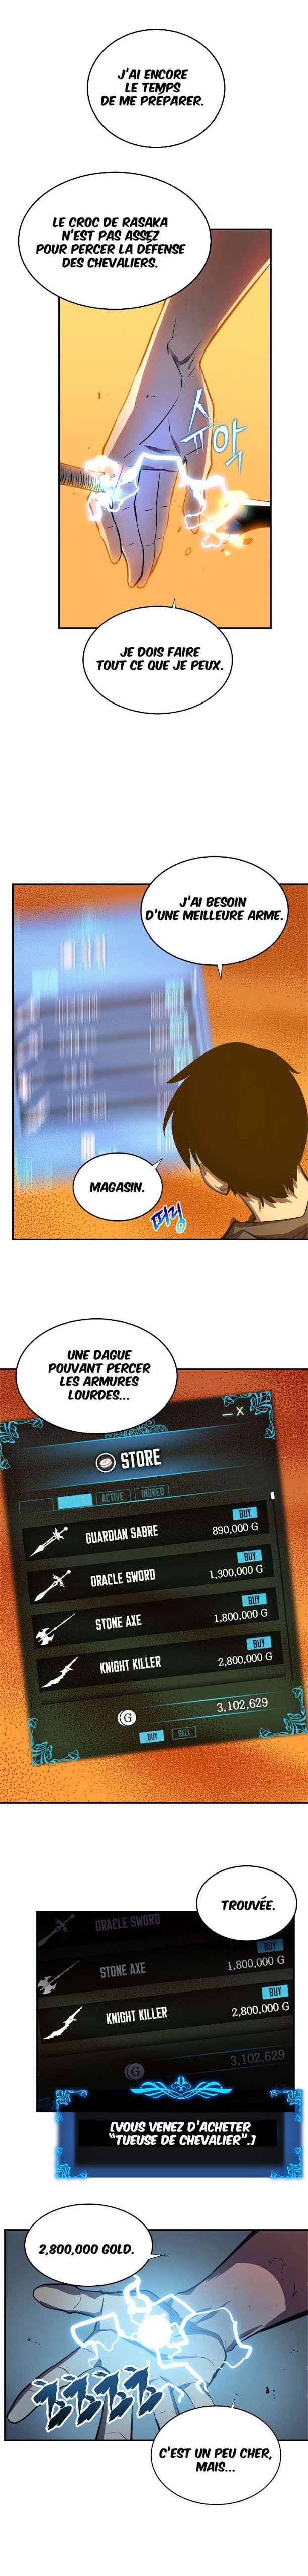 J'AI ENCORE
LE TEMPS
DE ME PRÉPARER.
LE CROC DE RASAKA
N'EST PAS ASSEZ
POUR PERCER LA DÉFENSE
DES CHEVALIERS.
슈악
JE DOIS FAIRE
TOUT CE QUE JE PEUX.
J'AI BESOIN
D'UNE MEILLEURE ARME.
MAGASIN.
띠링
UNE DAGUE
POUVANT PERCER
LES ARMURES
LOURDES...
— X
STORE
ACTIVE INGRED
BUY
GUARDIAN SABRE 890,000 G
BUY
ORACLE SWORD 1,300,000 G
BUY
STONE AXE 1,800,000 G
BUY
KNIGHT KILLER 2,800,000 G
G 3,102,629
BUY SELL
TROUVÉE.
ORACLE SWORD
BUY
STONE AXE 1,800,000 G
BUY
KNIGHT KILLER 2,800,000 G
G 3,102,629
[VOUS VENEZ D'ACHETER
"TUEUSE DE CHEVALIER".]
2,800,000 GOLD.
C'EST UN PEU CHER,
MAIS...